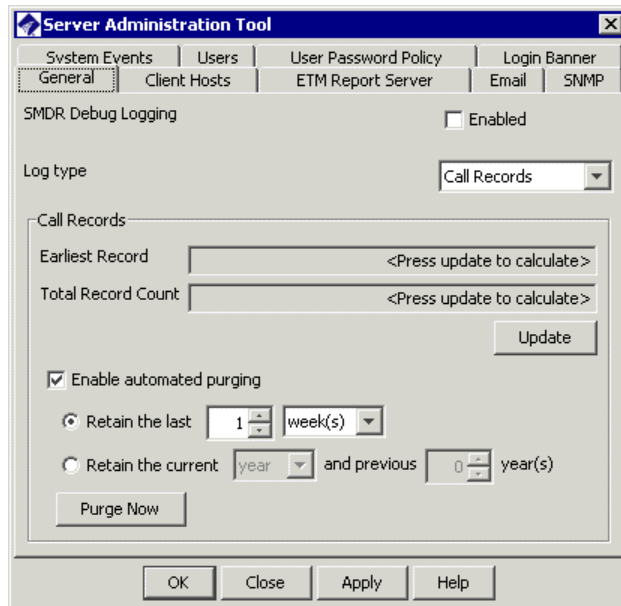 Server Administration Tool
System Events Users User Password Policy Login Banner
General Client Hosts ETM Report Server Email SNMP
SMDR Debug Logging Enabled
Log type Call Records
Call Records
Earliest Record <Press update to calculate>
Total Record Count <Press update to calculate>
Update
Enable automated purging
Retain the last 1 week(s)
Retain the current year and previous 0 year(s)
Purge Now
OK Close Apply Help